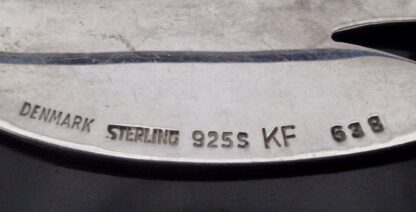 DENMARK STERLING 925S KF 638